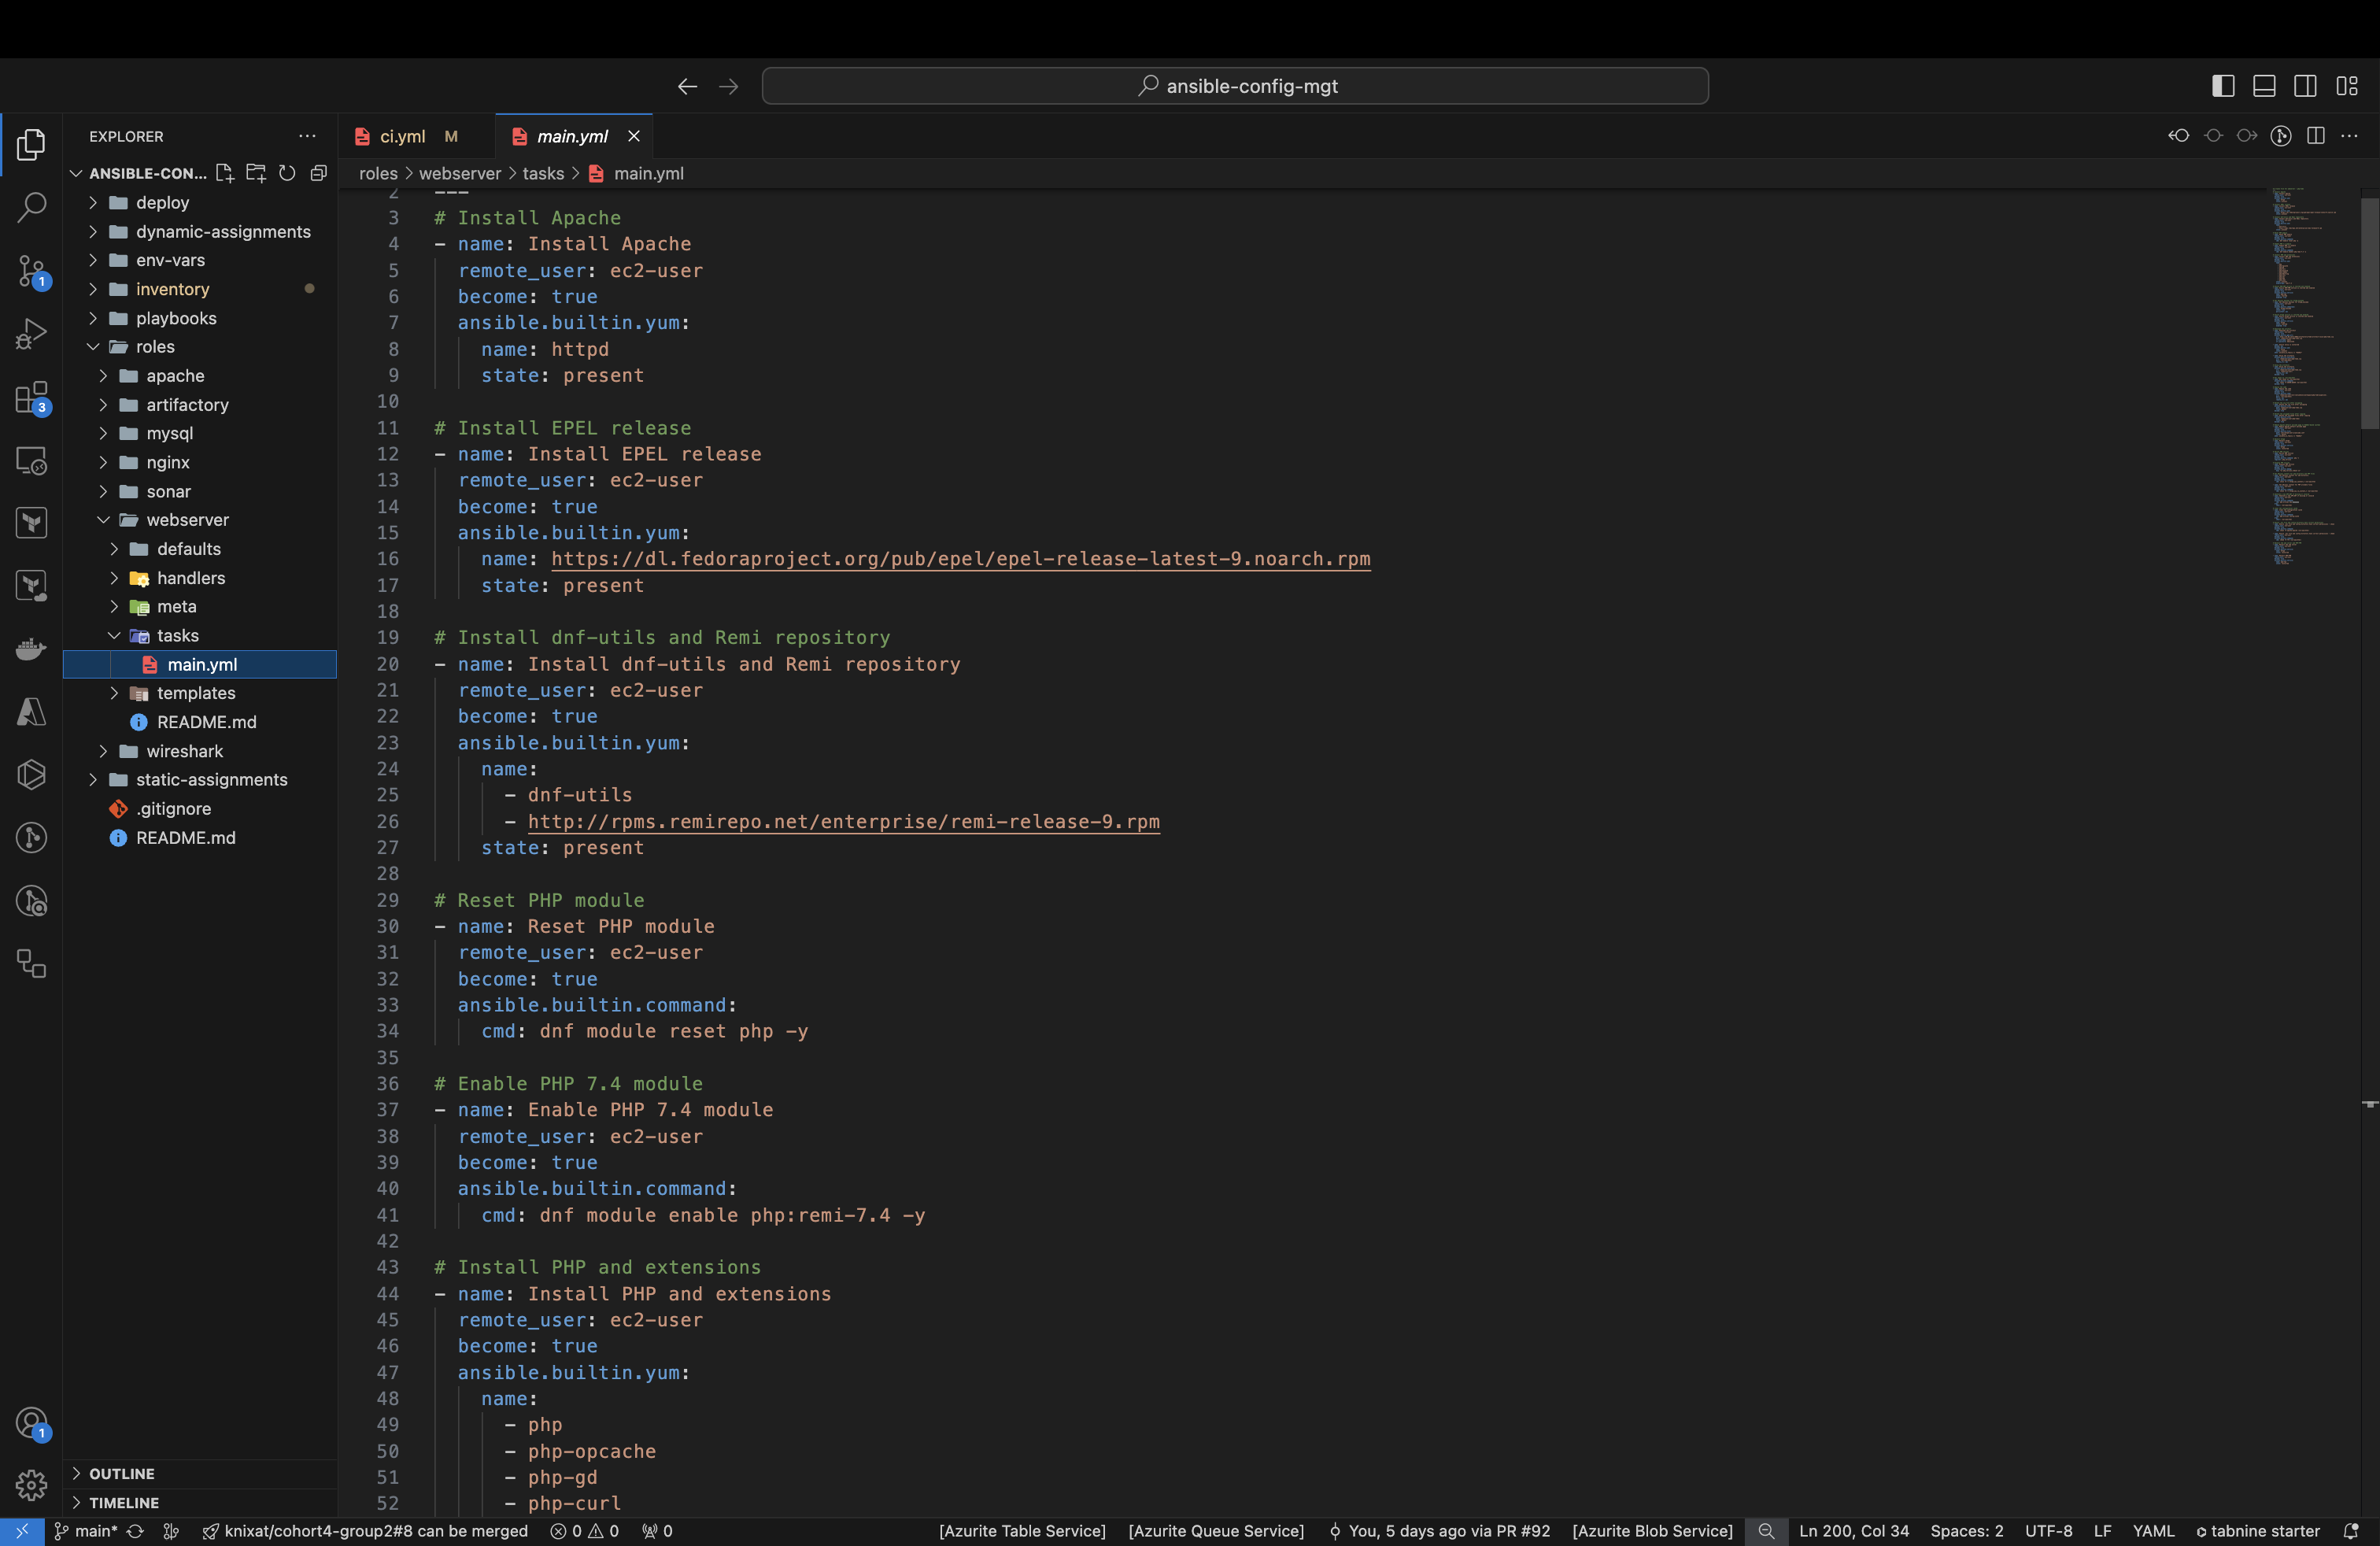 ansible-config-mgt
EXPLORER
ci.yml M
main.yml
ANSIBLE-CON...
roles > webserver > tasks > main.yml
deploy
dynamic-assignments
env-vars
inventory
playbooks
roles
apache
artifactory
mysql
nginx
sonar
webserver
defaults
handlers
meta
tasks
main.yml
templates
README.md
wireshark
static-assignments
.gitignore
README.md
OUTLINE
TIMELINE
1
3
1
2 ---
3 # Install Apache
4 - name: Install Apache
5 remote_user: ec2-user
6 become: true
7 ansible.builtin.yum:
8 name: httpd
9 state: present
10
11 # Install EPEL release
12 - name: Install EPEL release
13 remote_user: ec2-user
14 become: true
15 ansible.builtin.yum:
16 name: https://dl.fedoraproject.org/pub/epel/epel-release-latest-9.noarch.rpm
17 state: present
18
19 # Install dnf-utils and Remi repository
20 - name: Install dnf-utils and Remi repository
21 remote_user: ec2-user
22 become: true
23 ansible.builtin.yum:
24 name:
25 - dnf-utils
26 - http://rpms.remirepo.net/enterprise/remi-release-9.rpm
27 state: present
28
29 # Reset PHP module
30 - name: Reset PHP module
31 remote_user: ec2-user
32 become: true
33 ansible.builtin.command:
34 cmd: dnf module reset php -y
35
36 # Enable PHP 7.4 module
37 - name: Enable PHP 7.4 module
38 remote_user: ec2-user
39 become: true
40 ansible.builtin.command:
41 cmd: dnf module enable php:remi-7.4 -y
42
43 # Install PHP and extensions
44 - name: Install PHP and extensions
45 remote_user: ec2-user
46 become: true
47 ansible.builtin.yum:
48 name:
49 - php
50 - php-opcache
51 - php-gd
52 - php-curl
main* knixat/cohort4-group2#8 can be merged 0 0 0 [Azurite Table Service] [Azurite Queue Service] You, 5 days ago via PR #92 [Azurite Blob Service] Ln 200, Col 34 Spaces: 2 UTF-8 LF YAML tabnine starter